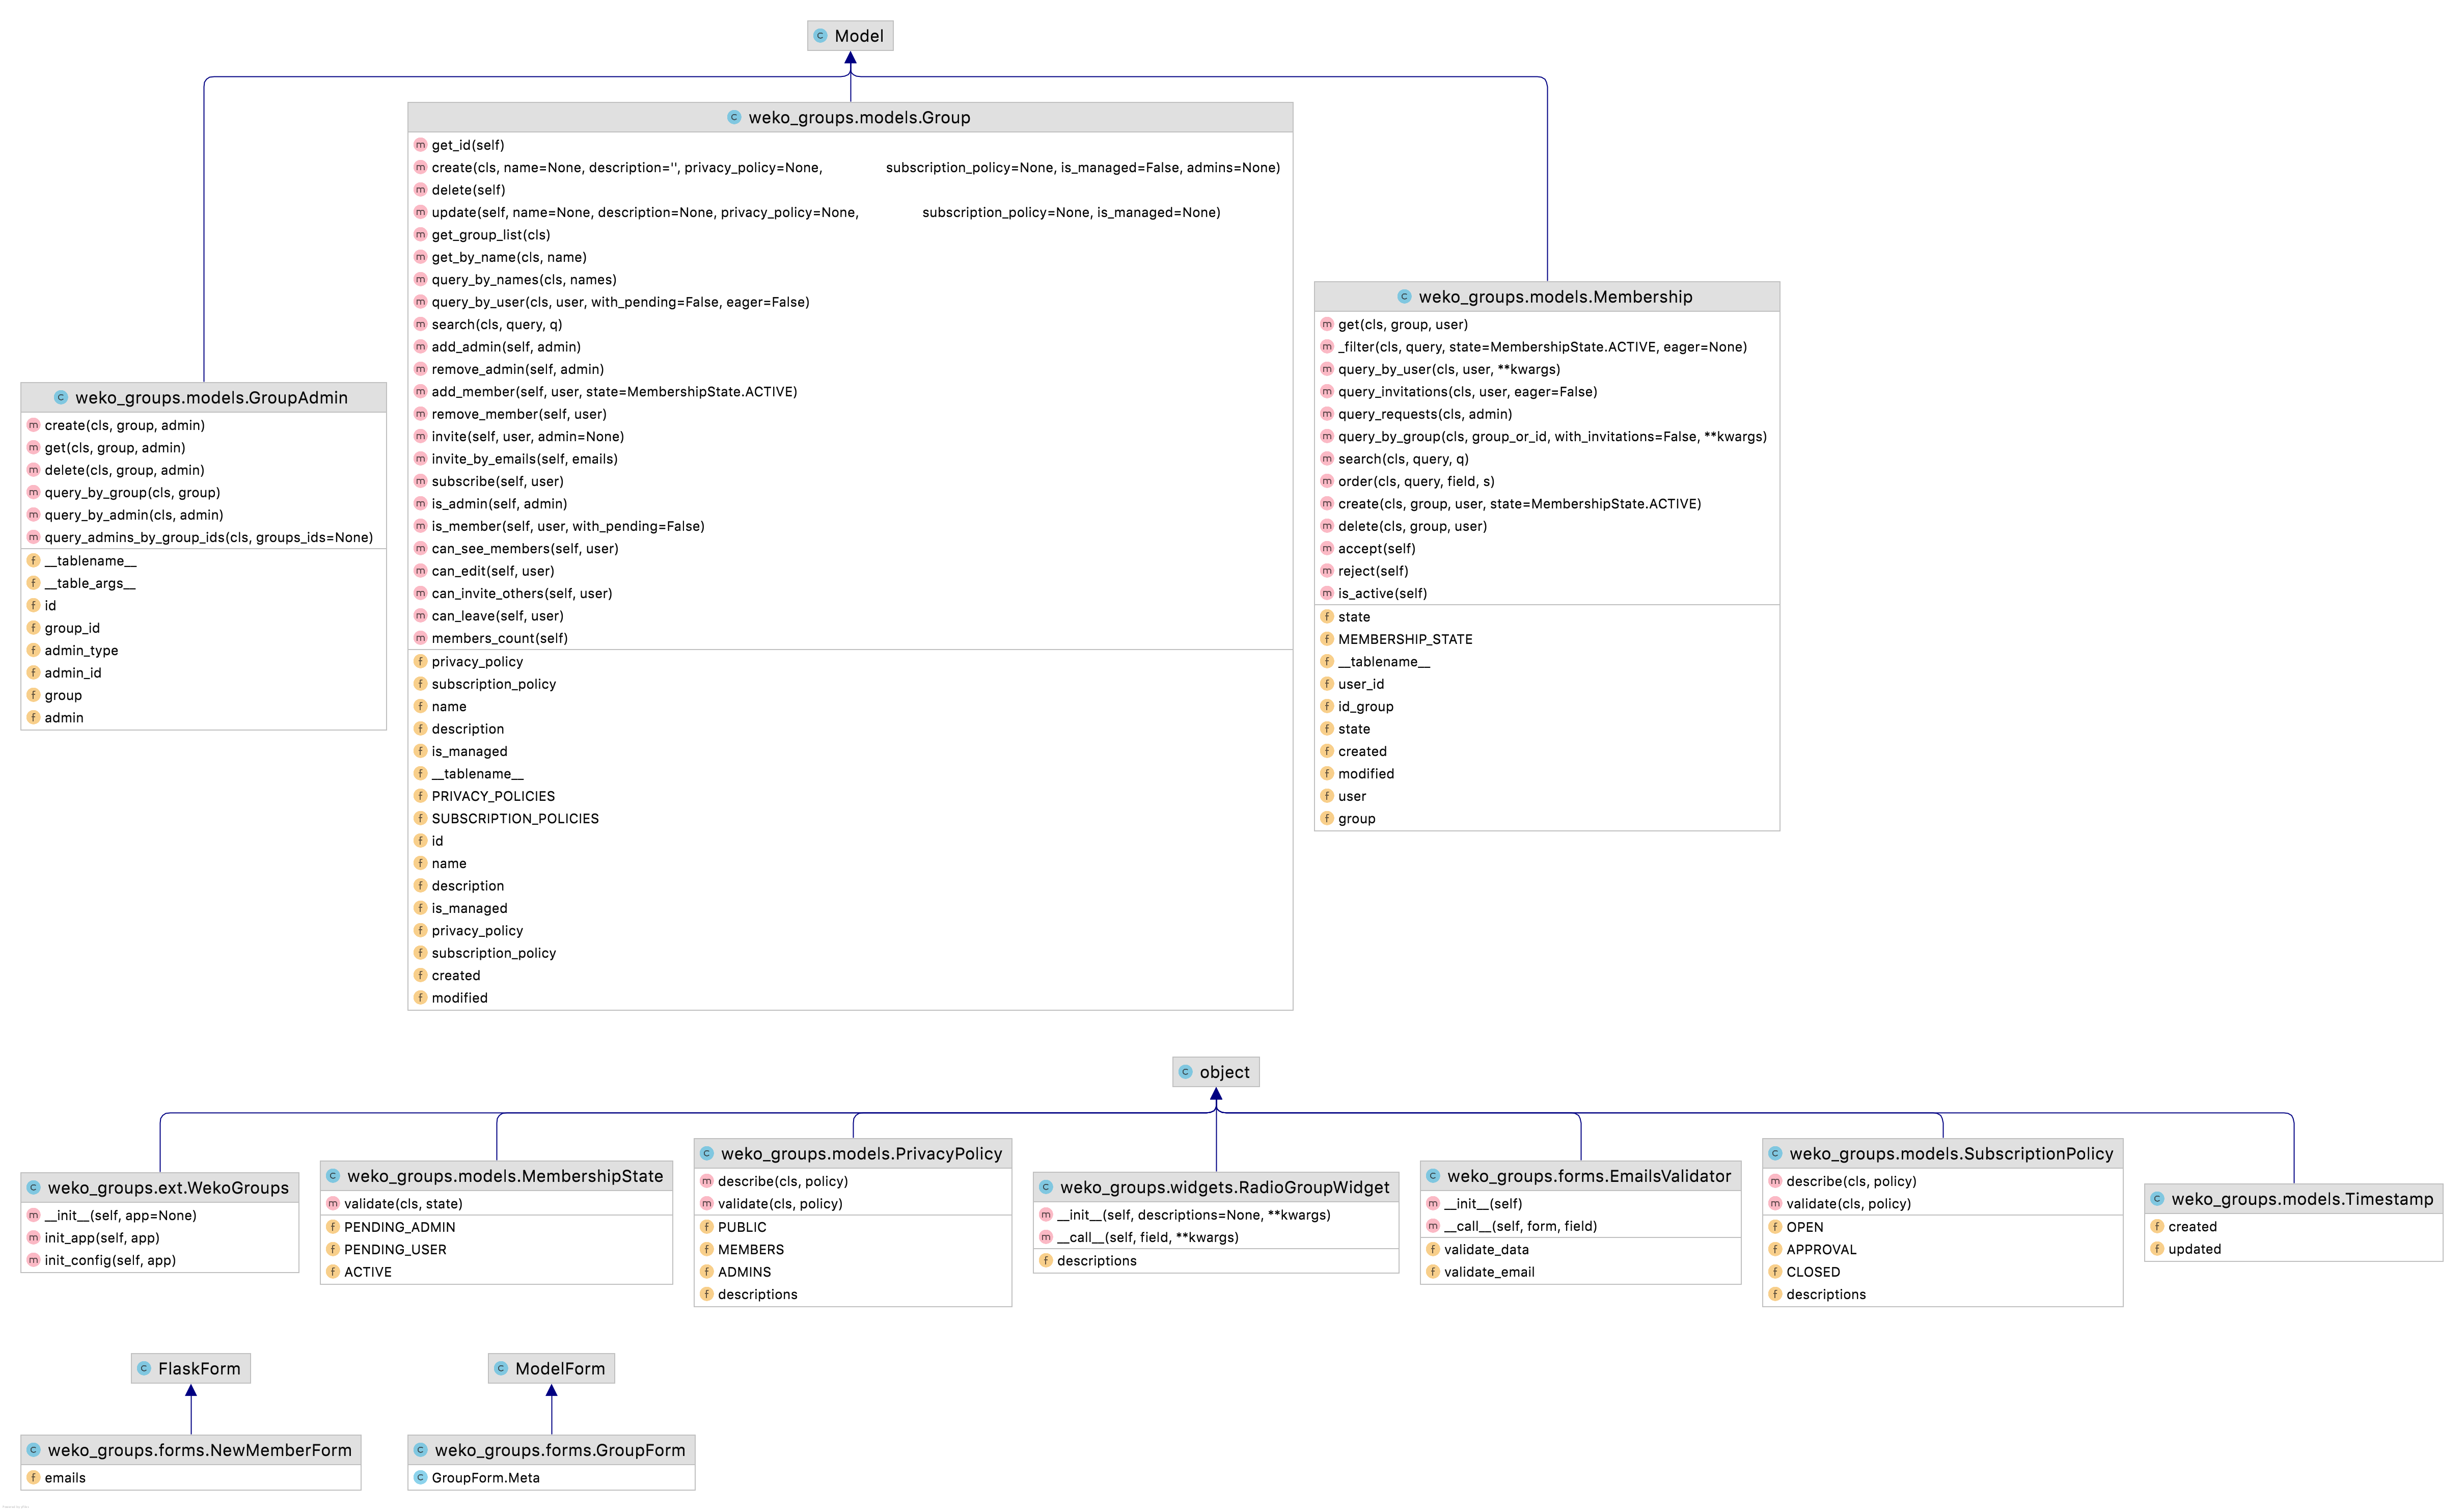 Model
weko_groups.models.Group
get_id(self)
create(cls, name=None, description='', privacy_policy=None, subscription_policy=None, is_managed=False, admins=None)
delete(self)
update(self, name=None, description=None, privacy_policy=None, subscription_policy=None, is_managed=None)
get_group_list(cls)
get_by_name(cls, name)
query_by_names(cls, names)
query_by_user(cls, user, with_pending=False, eager=False)
search(cls, query, q)
add_admin(self, admin)
remove_admin(self, admin)
add_member(self, user, state=MembershipState.ACTIVE)
remove_member(self, user)
invite(self, user, admin=None)
invite_by_emails(self, emails)
subscribe(self, user)
is_admin(self, admin)
is_member(self, user, with_pending=False)
can_see_members(self, user)
can_edit(self, user)
can_invite_others(self, user)
can_leave(self, user)
members_count(self)
privacy_policy
subscription_policy
name
description
is_managed
__tablename__
PRIVACY_POLICIES
SUBSCRIPTION_POLICIES
id
name
description
is_managed
privacy_policy
subscription_policy
created
modified
weko_groups.models.Membership
get(cls, group, user)
_filter(cls, query, state=MembershipState.ACTIVE, eager=None)
query_by_user(cls, user, **kwargs)
query_invitations(cls, user, eager=False)
query_requests(cls, admin)
query_by_group(cls, group_or_id, with_invitations=False, **kwargs)
search(cls, query, q)
order(cls, query, field, s)
create(cls, group, user, state=MembershipState.ACTIVE)
delete(cls, group, user)
accept(self)
reject(self)
is_active(self)
state
MEMBERSHIP_STATE
__tablename__
user_id
id_group
state
created
modified
user
group
weko_groups.models.GroupAdmin
create(cls, group, admin)
get(cls, group, admin)
delete(cls, group, admin)
query_by_group(cls, group)
query_by_admin(cls, admin)
query_admins_by_group_ids(cls, groups_ids=None)
__tablename__
__table_args__
id
group_id
admin_type
admin_id
group
admin
object
weko_groups.ext.WekoGroups
__init__(self, app=None)
init_app(self, app)
init_config(self, app)
weko_groups.models.MembershipState
validate(cls, state)
PENDING_ADMIN
PENDING_USER
ACTIVE
weko_groups.models.PrivacyPolicy
describe(cls, policy)
validate(cls, policy)
PUBLIC
MEMBERS
ADMINS
descriptions
weko_groups.widgets.RadioGroupWidget
__init__(self, descriptions=None, **kwargs)
__call__(self, field, **kwargs)
descriptions
weko_groups.forms.EmailsValidator
__init__(self)
__call__(self, form, field)
validate_data
validate_email
weko_groups.models.SubscriptionPolicy
describe(cls, policy)
validate(cls, policy)
OPEN
APPROVAL
CLOSED
descriptions
weko_groups.models.Timestamp
created
updated
FlaskForm
weko_groups.forms.NewMemberForm
emails
ModelForm
weko_groups.forms.GroupForm
GroupForm.Meta